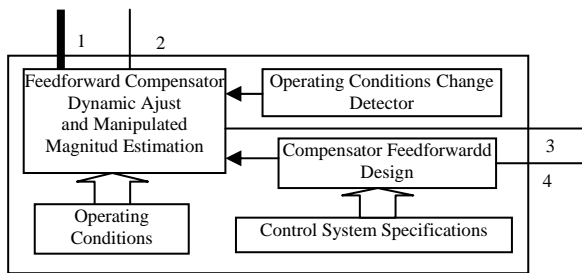 1
2
Feedforward Compensator
Dynamic Ajust
and Manipulated
Magnitud Estimation
Operating Conditions Change
Detector
3
Compensator Feedforwardd
Design
4
Operating
Conditions
Control System Specifications